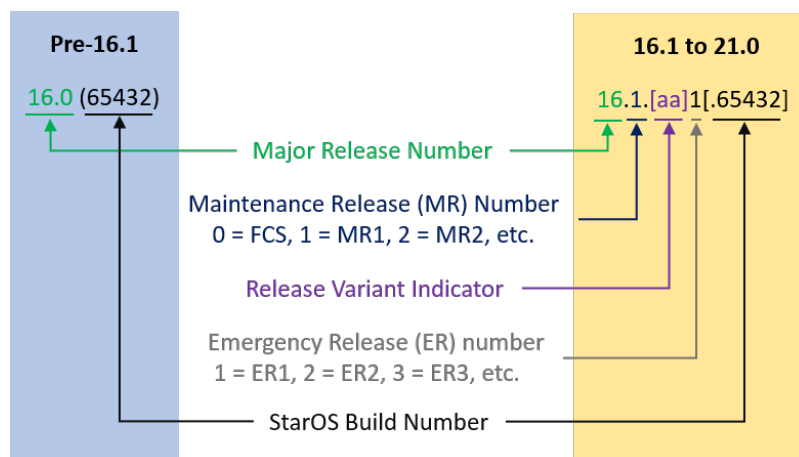 Pre-16.1
16.1 to 21.0
16.0 (65432)
16.1.[aa]1[.65432]
Major Release Number
Maintenance Release (MR) Number
0 = FCS, 1 = MR1, 2 = MR2, etc.
Release Variant Indicator
Emergency Release (ER) number
1 = ER1, 2 = ER2, 3 = ER3, etc.
StarOS Build Number